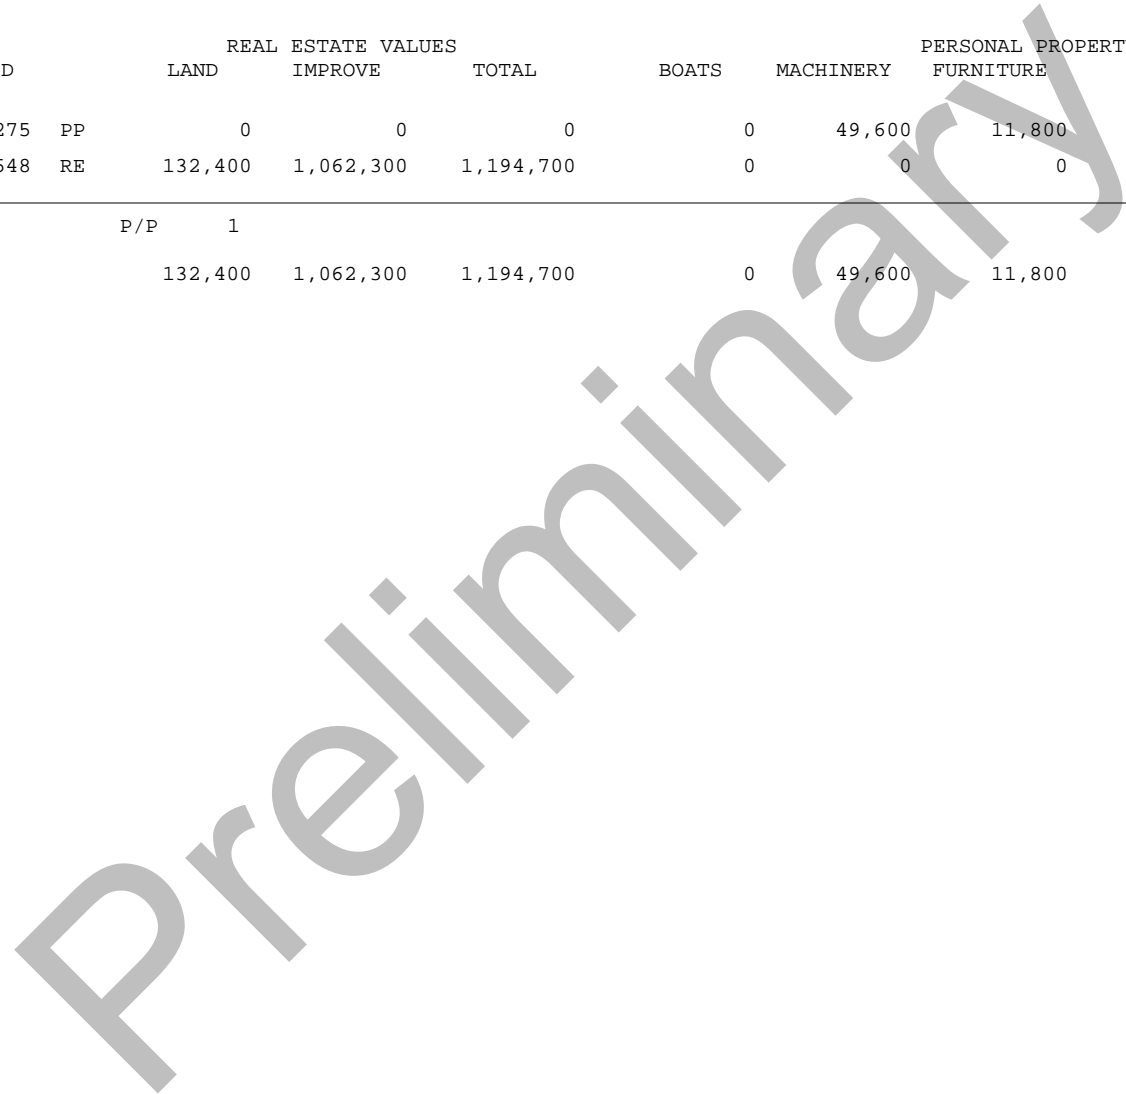 REAL ESTATE VALUES PERSONAL PROPERT
D LAND IMPROVE TOTAL BOATS MACHINERY FURNITURE
275 PP 0 0 0 0 49,600 11,800
548 RE 132,400 1,062,300 1,194,700 0 0 0
P/P 1
132,400 1,062,300 1,194,700 0 49,600 11,800
Preliminary